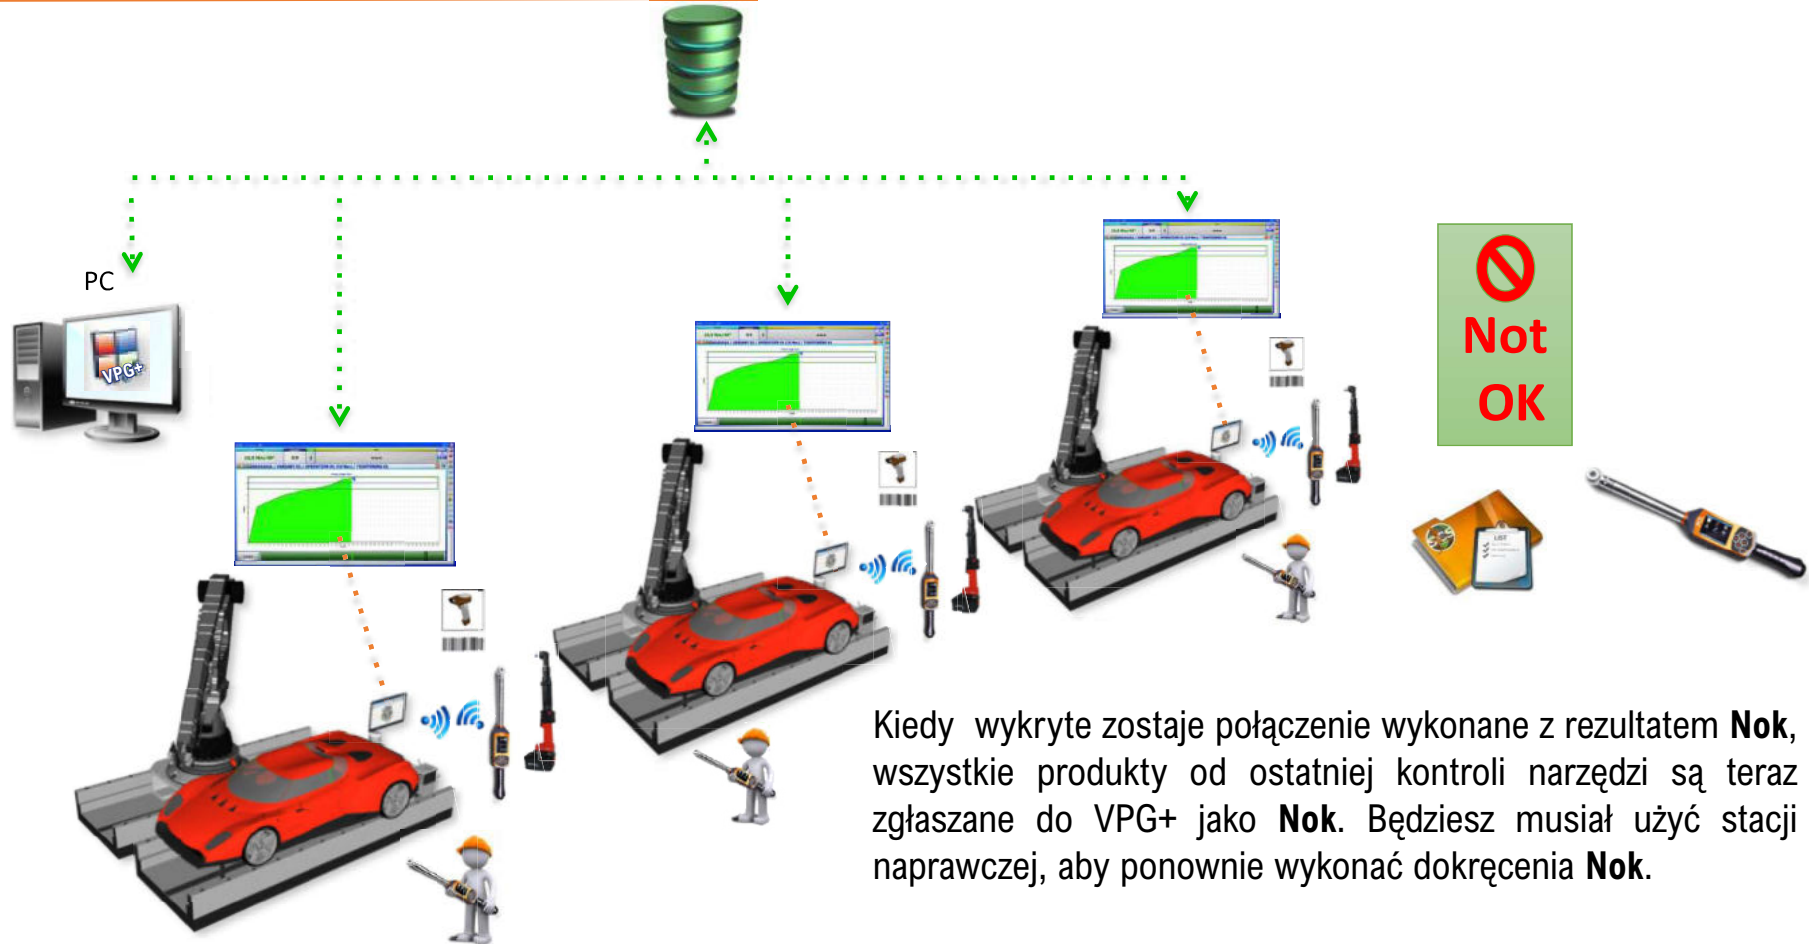 PC
VPG+
Not
OK
LIST
Kiedy wykryte zostaje połączenie wykonane z rezultatem Nok,
wszystkie produkty od ostatniej kontroli narzędzi są teraz
zgłaszane do VPG+ jako Nok. Będziesz musiał użyć stacji
naprawczej, aby ponownie wykonać dokręcenia Nok.